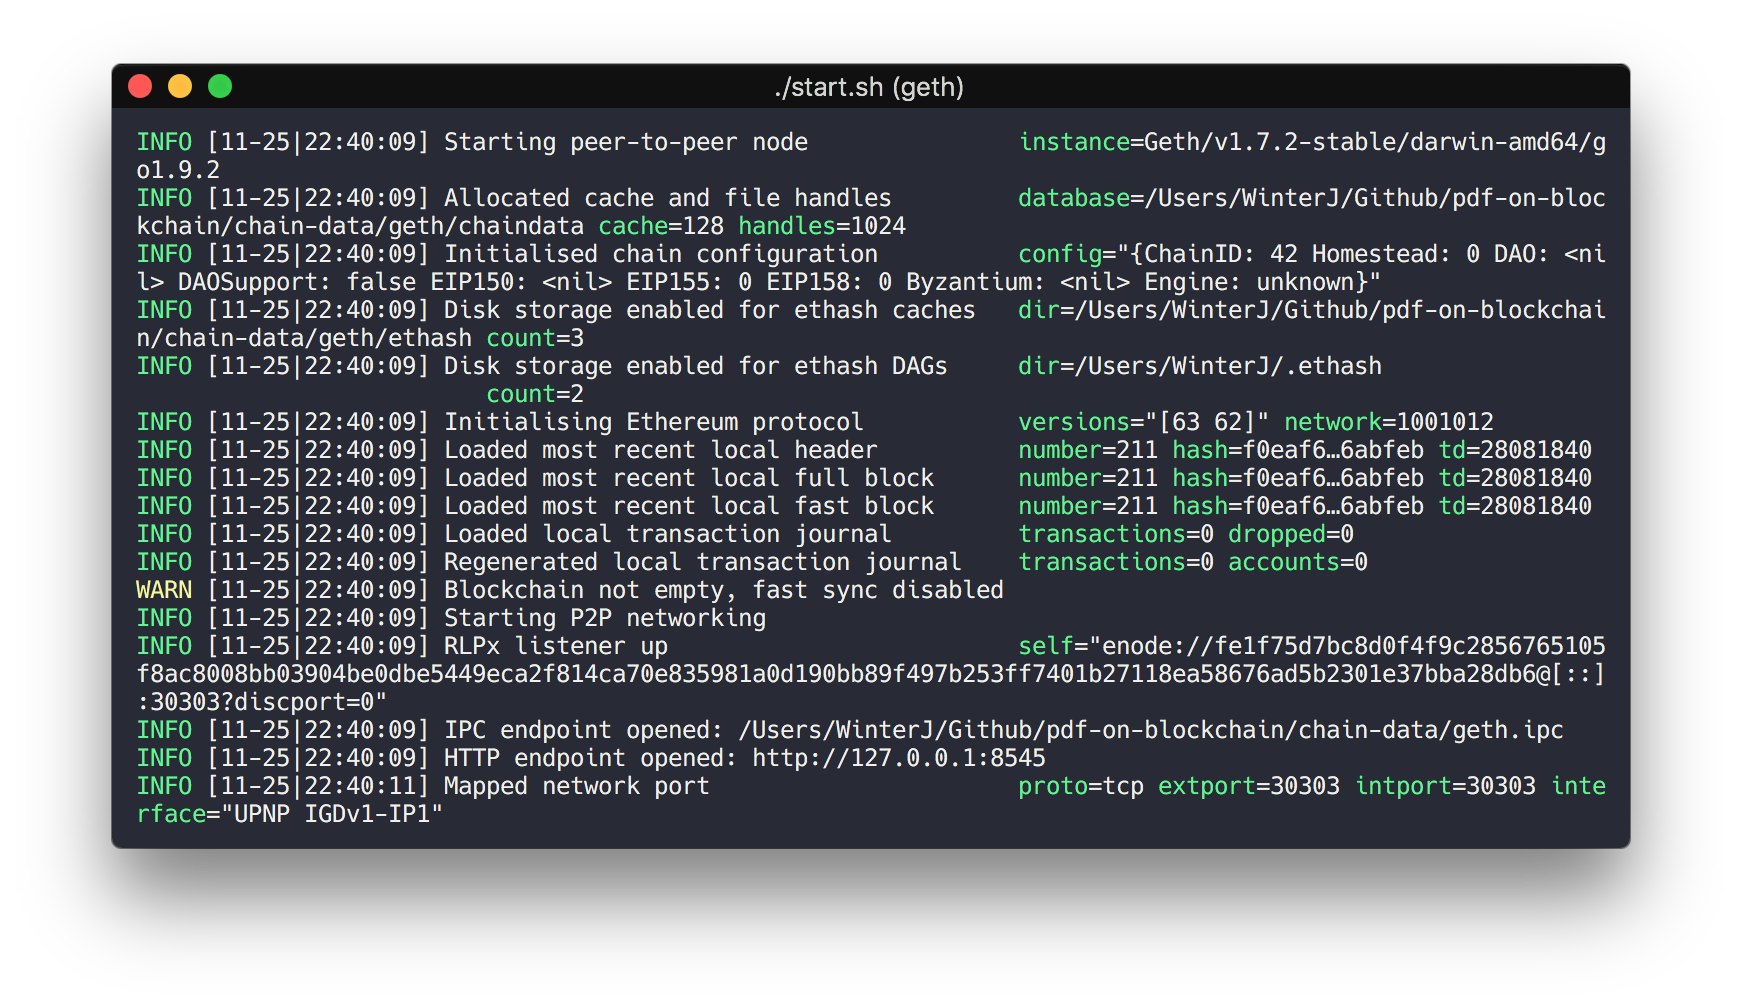 ./start.sh (geth)
INFO [11-25|22:40:09] Starting peer-to-peer node               instance=Geth/v1.7.2-stable/darwin-amd64/g
o1.9.2
INFO [11-25|22:40:09] Allocated cache and file handles         database=/Users/WinterJ/Github/pdf-on-bloc
kchain/chain-data/geth/chaindata cache=128 handles=1024
INFO [11-25|22:40:09] Initialised chain configuration          config="{ChainID: 42 Homestead: 0 DAO: <ni
l> DAOSupport: false EIP150: <nil> EIP155: 0 EIP158: 0 Byzantium: <nil> Engine: unknown}"
INFO [11-25|22:40:09] Disk storage enabled for ethash caches   dir=/Users/WinterJ/Github/pdf-on-blockchai
n/chain-data/geth/ethash count=3
INFO [11-25|22:40:09] Disk storage enabled for ethash DAGs     dir=/Users/WinterJ/.ethash
                         count=2
INFO [11-25|22:40:09] Initialising Ethereum protocol           versions="[63 62]" network=1001012
INFO [11-25|22:40:09] Loaded most recent local header          number=211 hash=f0eaf6…6abfeb td=28081840
INFO [11-25|22:40:09] Loaded most recent local full block      number=211 hash=f0eaf6…6abfeb td=28081840
INFO [11-25|22:40:09] Loaded most recent local fast block      number=211 hash=f0eaf6…6abfeb td=28081840
INFO [11-25|22:40:09] Loaded local transaction journal         transactions=0 dropped=0
INFO [11-25|22:40:09] Regenerated local transaction journal    transactions=0 accounts=0
WARN [11-25|22:40:09] Blockchain not empty, fast sync disabled
INFO [11-25|22:40:09] Starting P2P networking
INFO [11-25|22:40:09] RLPx listener up                         self="enode://fe1f75d7bc8d0f4f9c2856765105
f8ac8008bb03904be0dbe5449eca2f814ca70e835981a0d190bb89f497b253ff7401b27118ea58676ad5b2301e37bba28db6@[::]
:30303?discport=0"
INFO [11-25|22:40:09] IPC endpoint opened: /Users/WinterJ/Github/pdf-on-blockchain/chain-data/geth.ipc
INFO [11-25|22:40:09] HTTP endpoint opened: http://127.0.0.1:8545
INFO [11-25|22:40:11] Mapped network port                      proto=tcp extport=30303 intport=30303 inte
rface="UPNP IGDv1-IP1"